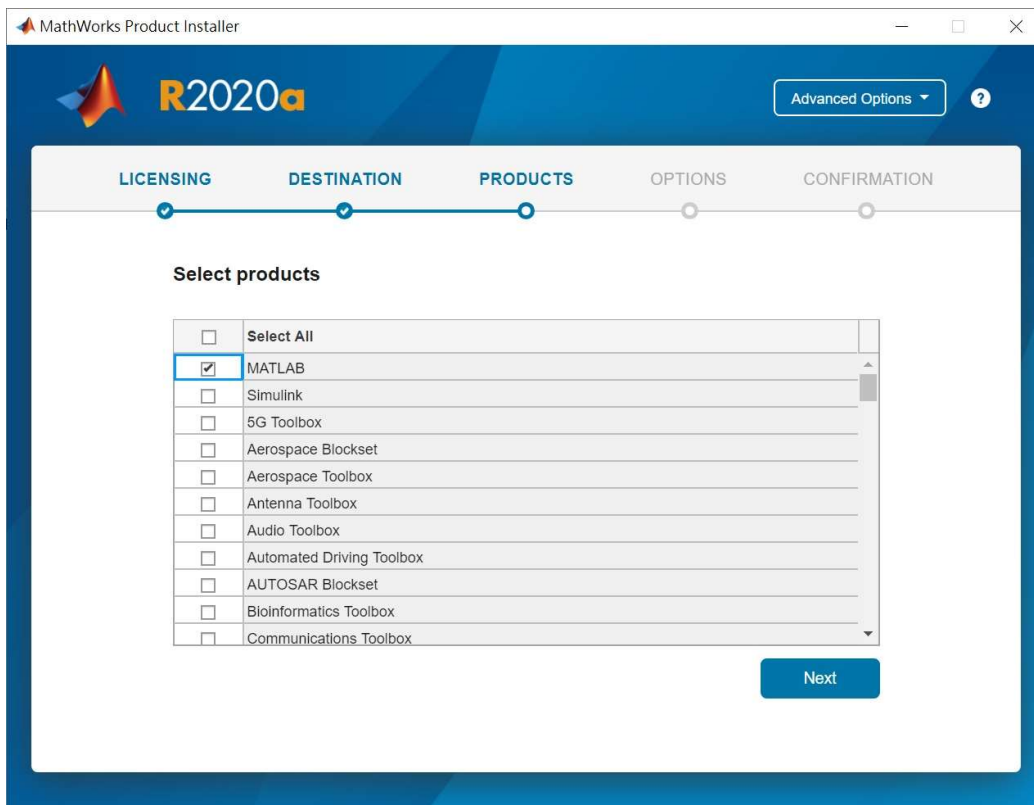 MathWorks Product Installer
R2020a
Advanced Options
?
LICENSING DESTINATION PRODUCTS OPTIONS CONFIRMATION
Select products
Select All
MATLAB
Simulink
5G Toolbox
Aerospace Blockset
Aerospace Toolbox
Antenna Toolbox
Audio Toolbox
Automated Driving Toolbox
AUTOSAR Blockset
Bioinformatics Toolbox
Communications Toolbox
Next